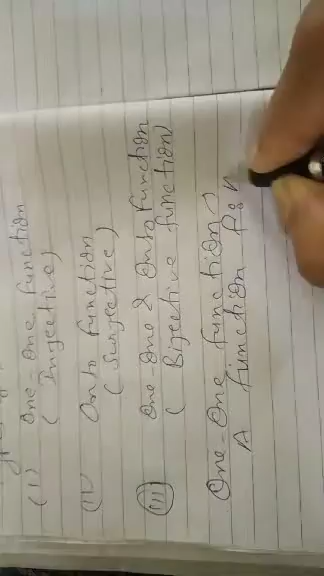 (i) One-one function
(Injective)
(ii) Onto function
(Surjective)
(iii) One-One & Onto Function
(Bijective function)
One-One function
A function